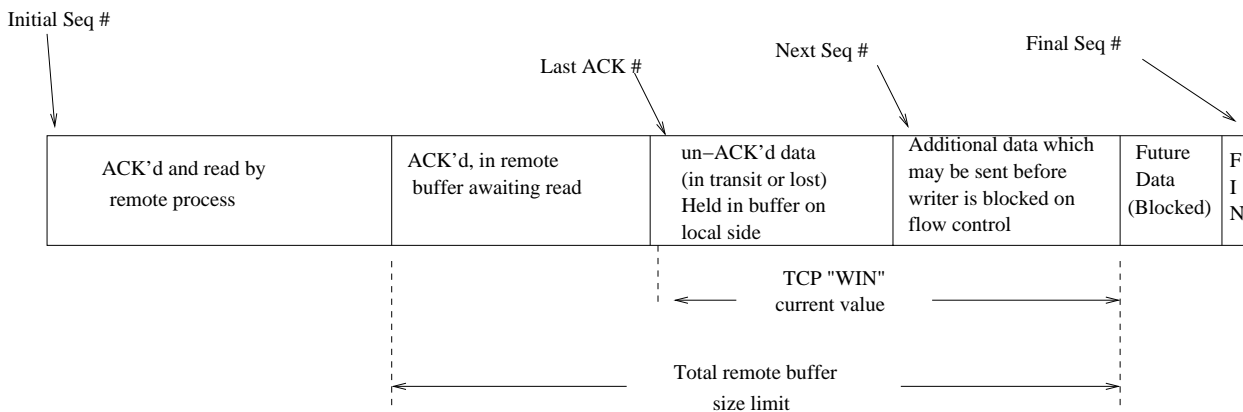 Initial Seq #
Last ACK #
Next Seq #
Final Seq #
ACK'd and read by
remote process
ACK'd, in remote
buffer awaiting read
un−ACK'd data
(in transit or lost)
Held in buffer on
local side
Additional data which
may be sent before
writer is blocked on
flow control
Future
Data
(Blocked)
F
I
N
TCP "WIN"
current value
Total remote buffer
size limit